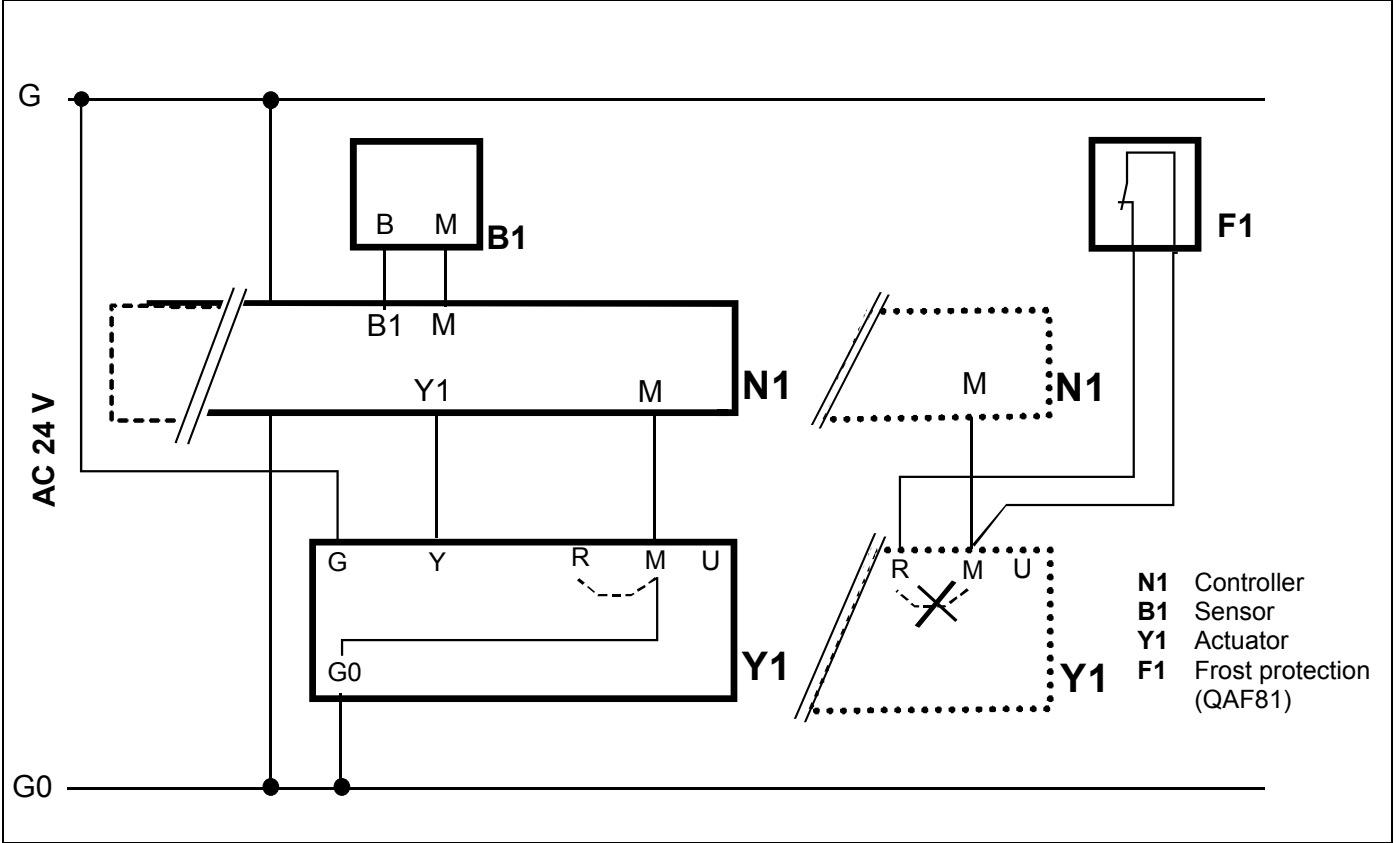 G
B M
B1
F1
B1 M
Y1 M
N1
M
N1
AC 24 V
G Y R M U
G0
Y1
R M U
Y1
N1 Controller
B1 Sensor
Y1 Actuator
F1 Frost protection
(QAF81)
G0